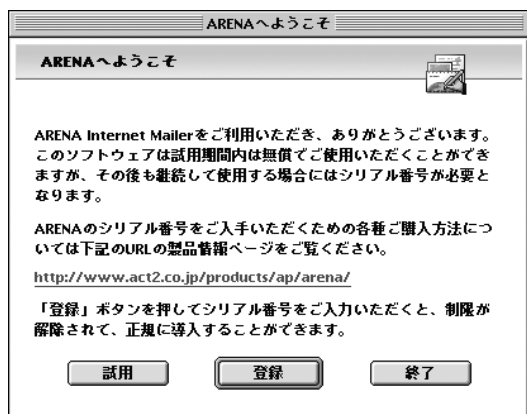 ARENAへようこそ
ARENAへようこそ
ARENA Internet Mailerをご利用いただき、ありがとうございます。
このソフトウェアは試用期間内は無償でご使用いただくことができ
ますが、その後も継続して使用する場合にはシリアル番号が必要と
なります。
ARENAのシリアル番号をご入手いただくための各種ご購入方法につ
いては下記のURLの製品情報ページをご覧ください。
http://www.act2.co.jp/products/ap/arena/
「登録」ボタンを押してシリアル番号をご入力いただくと、制限が
解除されて、正規に導入することができます。
試用
登録
終了